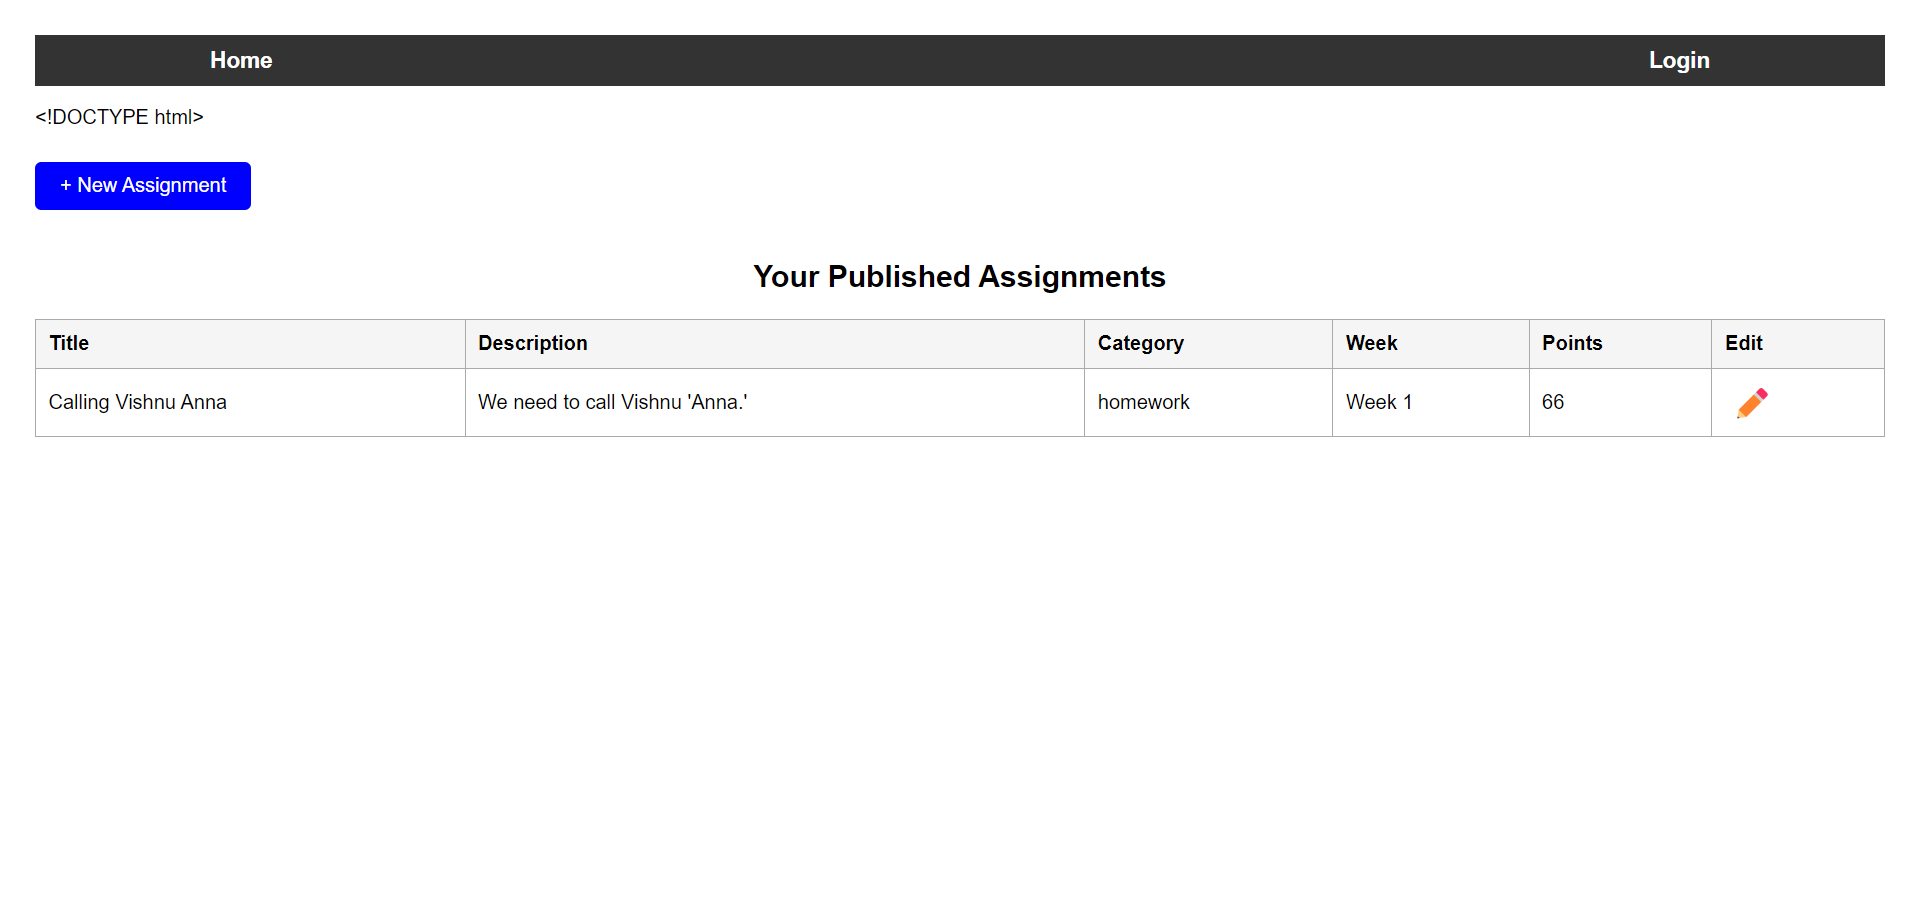 Home Login
<!DOCTYPE html>
+ New Assignment
Your Published Assignments
Title Description Category Week Points Edit
Calling Vishnu Anna We need to call Vishnu 'Anna.' homework Week 1 66